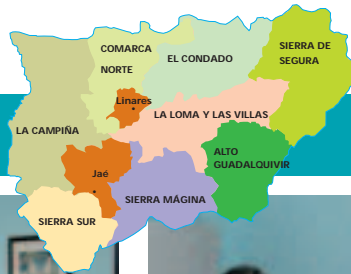 COMARCA
NORTE
EL CONDADO
SIERRA DE
SEGURA
Linares
LA LOMA Y LAS VILLAS
LA CAMPIÑA
ALTO
GUADALQUIVIR
Jaé
SIERRA MÁGINA
SIERRA SUR